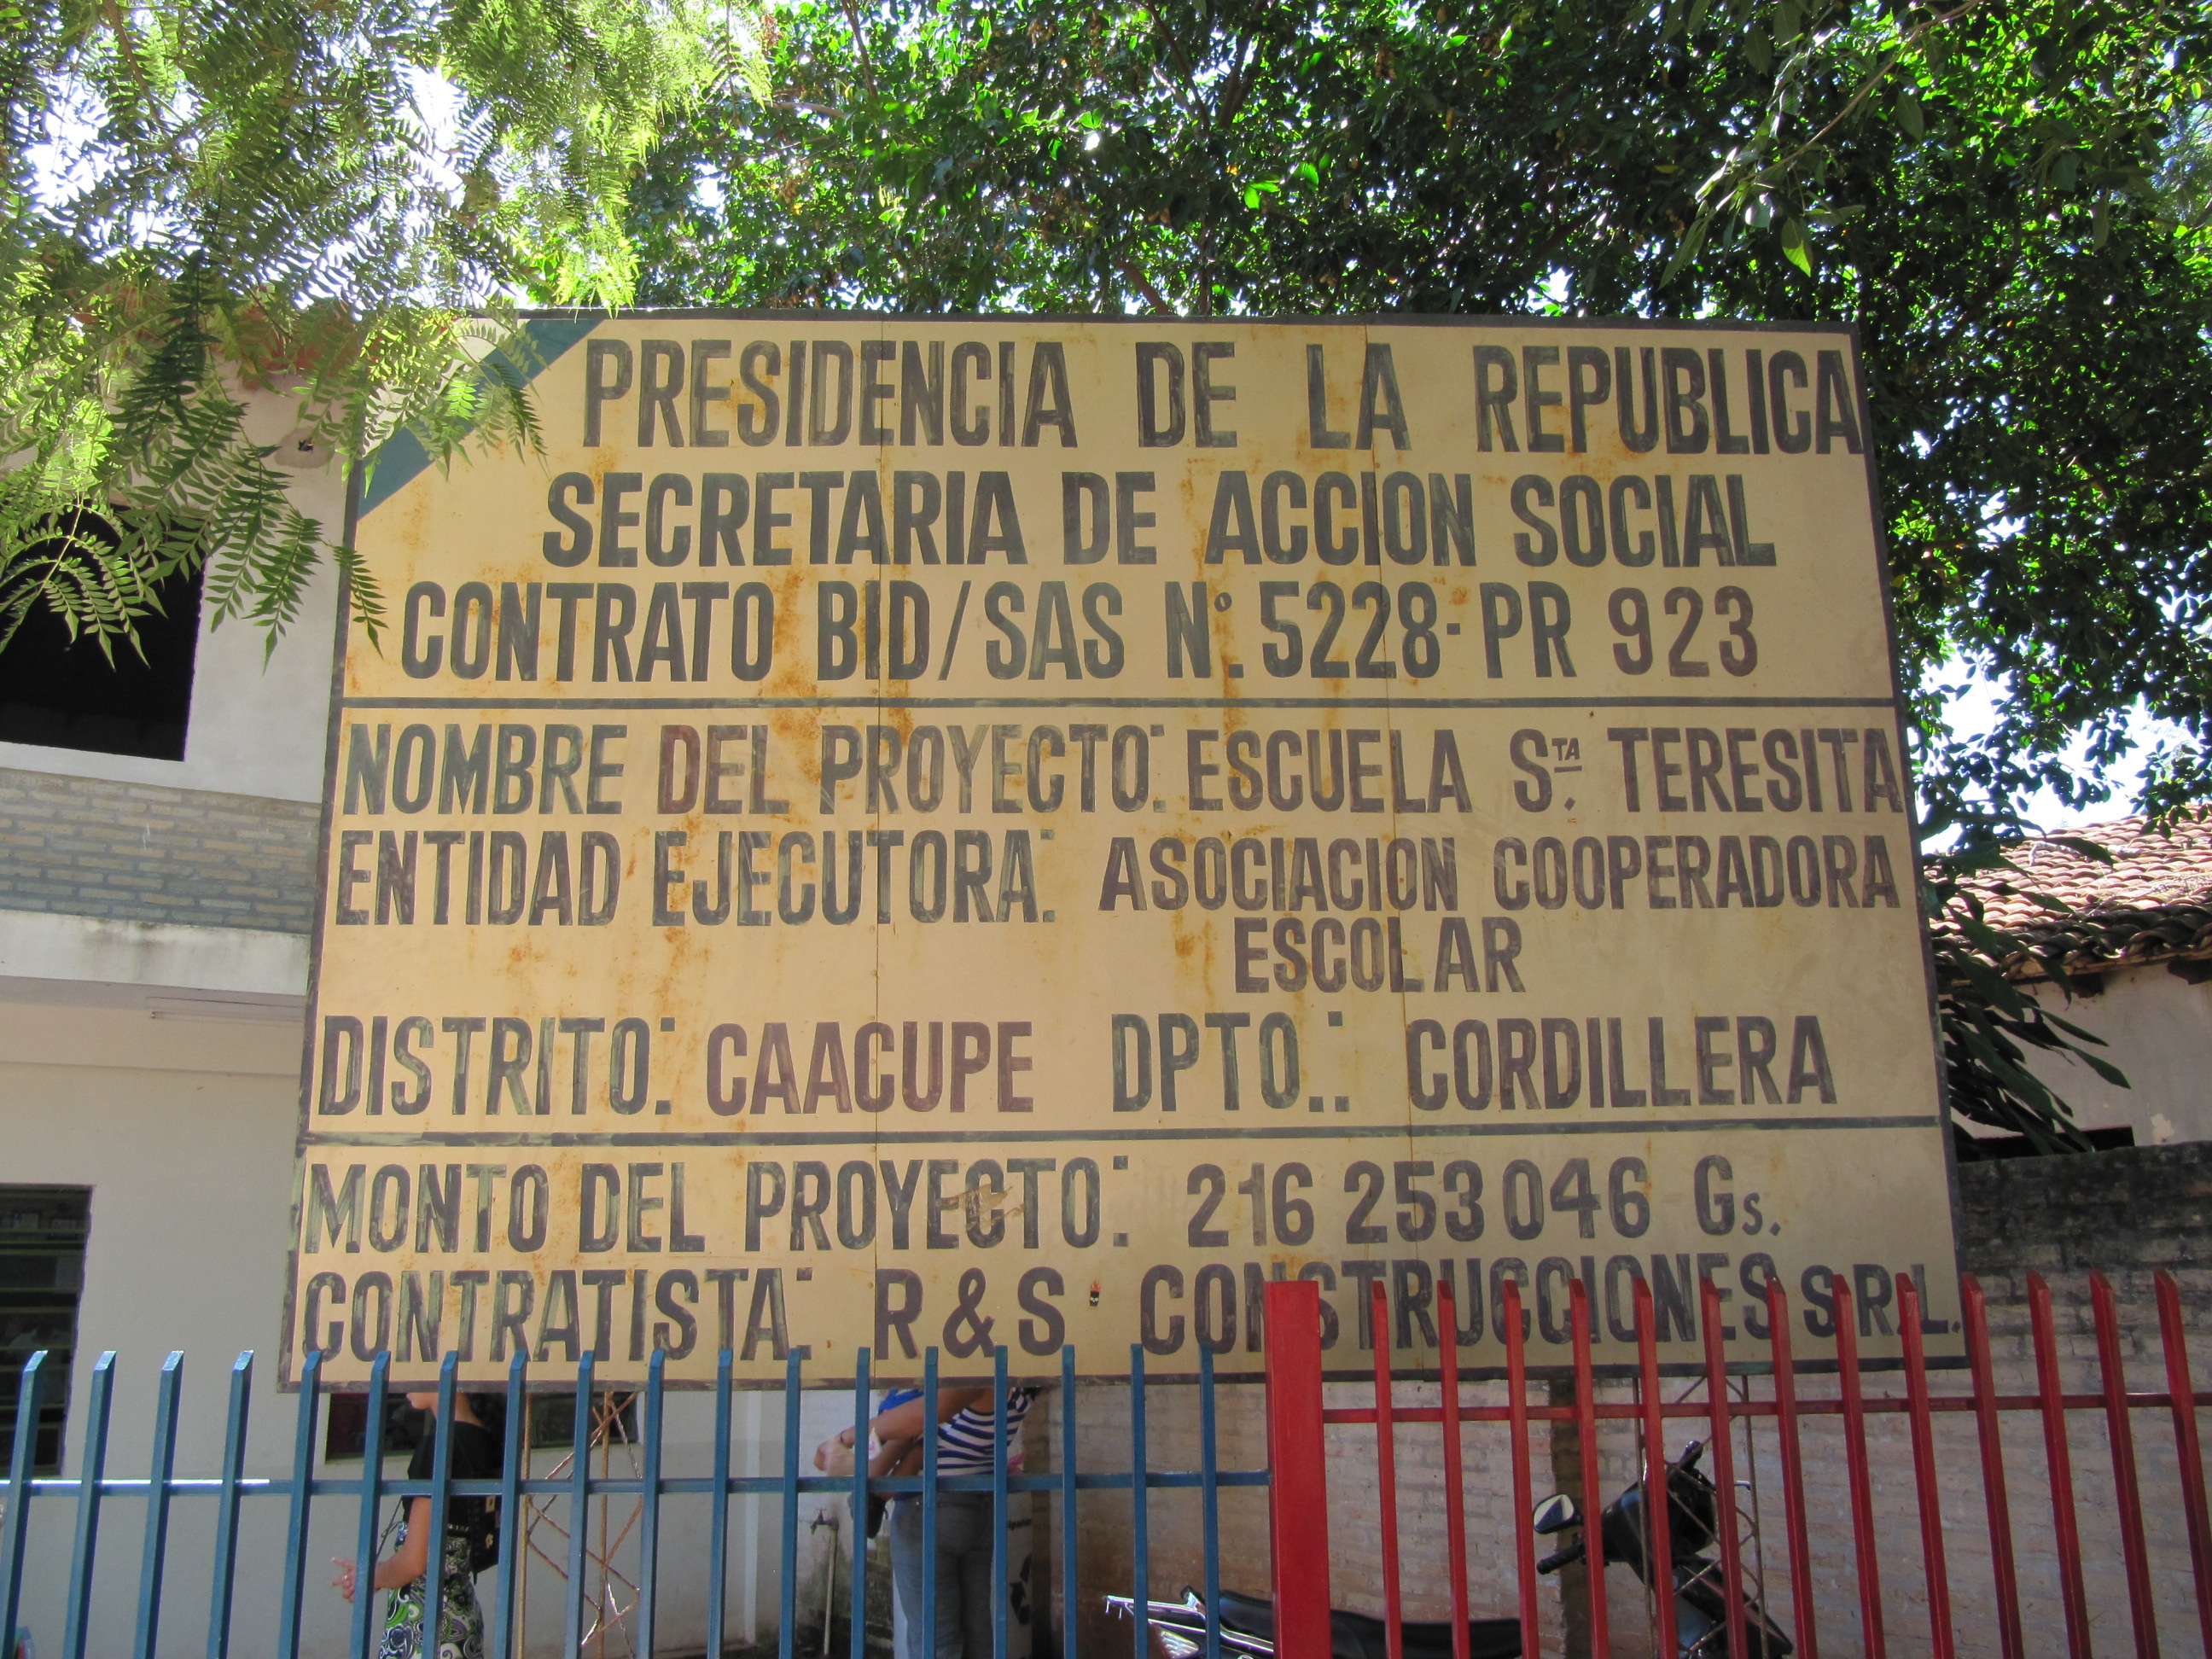 PRESIDENCIA DE LA REPUBLICA
SECRETARIA DE ACCION SOCIAL
CONTRATO BID/SAS Nº. 5228-PR 923
NOMBRE DEL PROYECTO: ESCUELA STA. TERESITA
ENTIDAD EJECUTORA: ASOCIACION COOPERADORA
ESCOLAR
DISTRITO: CAACUPE DPTO.: CORDILLERA
MONTO DEL PROYECTO: 216 253 046 Gs.
CONTRATISTA: R & S CONSTRUCCIONES S.R.L.